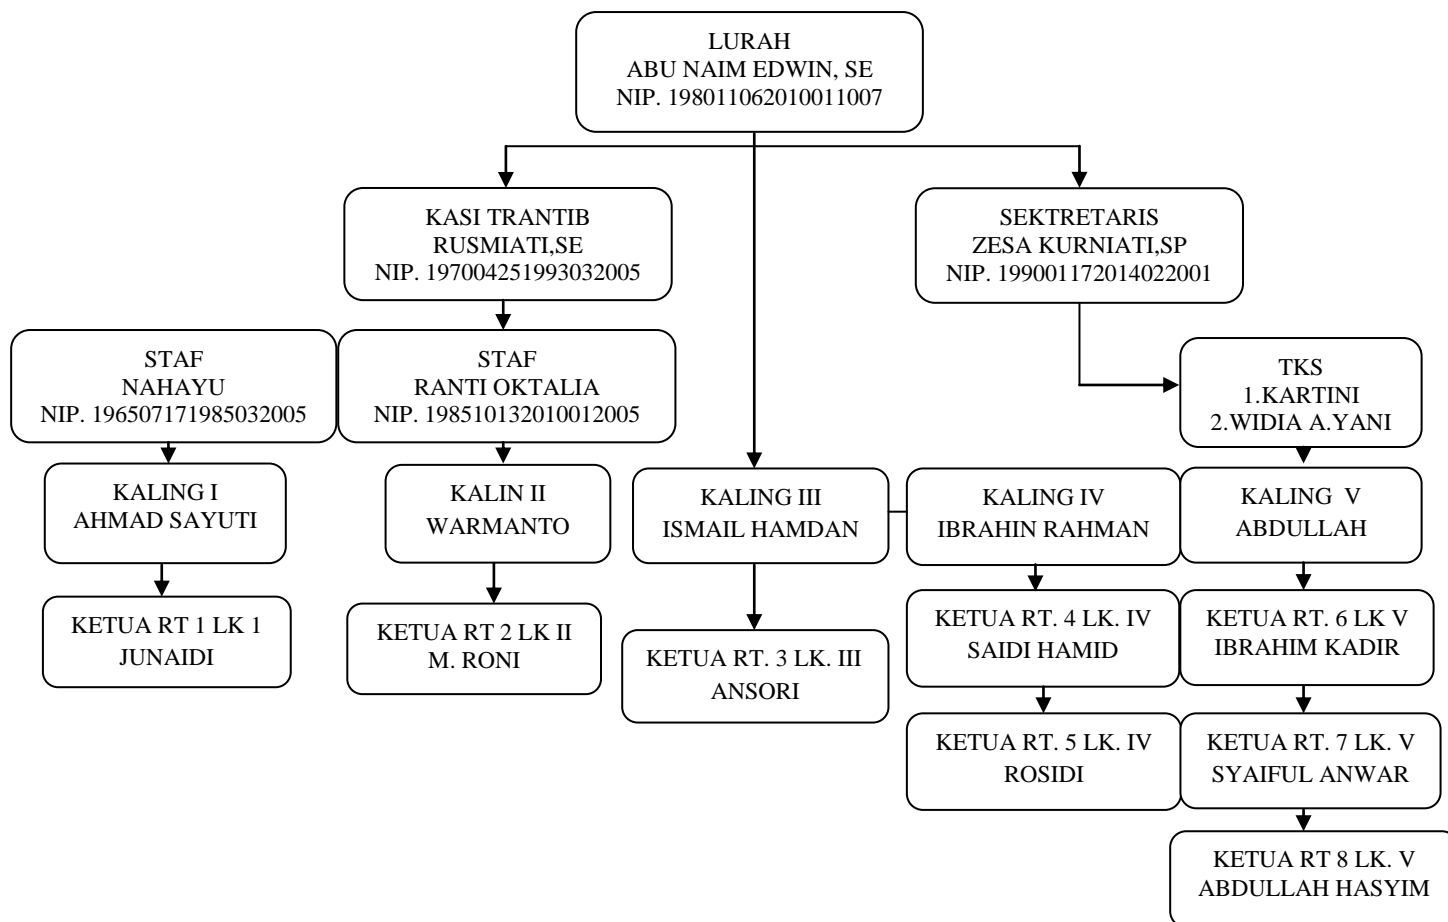 LURAH
ABU NAIM EDWIN, SE
NIP. 198011062010011007
KASI TRANTIB
RUSMIATI,SE
NIP. 197004251993032005
SEKTRETARIS
ZESA KURNIATI,SP
NIP. 199001172014022001
STAF
NAHAYU
NIP. 196507171985032005
STAF
RANTI OKTALIA
NIP. 198510132010012005
TKS
1.KARTINI
2.WIDIA A.YANI
KALING I
AHMAD SAYUTI
KALIN II
WARMANTO
KALING III
ISMAIL HAMDAN
KALING IV
IBRAHIN RAHMAN
KALING V
ABDULLAH
KETUA RT 1 LK 1
JUNAIDI
KETUA RT 2 LK II
M. RONI
KETUA RT. 3 LK. III
ANSORI
KETUA RT. 4 LK. IV
SAIDI HAMID
KETUA RT. 6 LK V
IBRAHIM KADIR
KETUA RT. 5 LK. IV
ROSIDI
KETUA RT. 7 LK. V
SYAIFUL ANWAR
KETUA RT 8 LK. V
ABDULLAH HASYIM